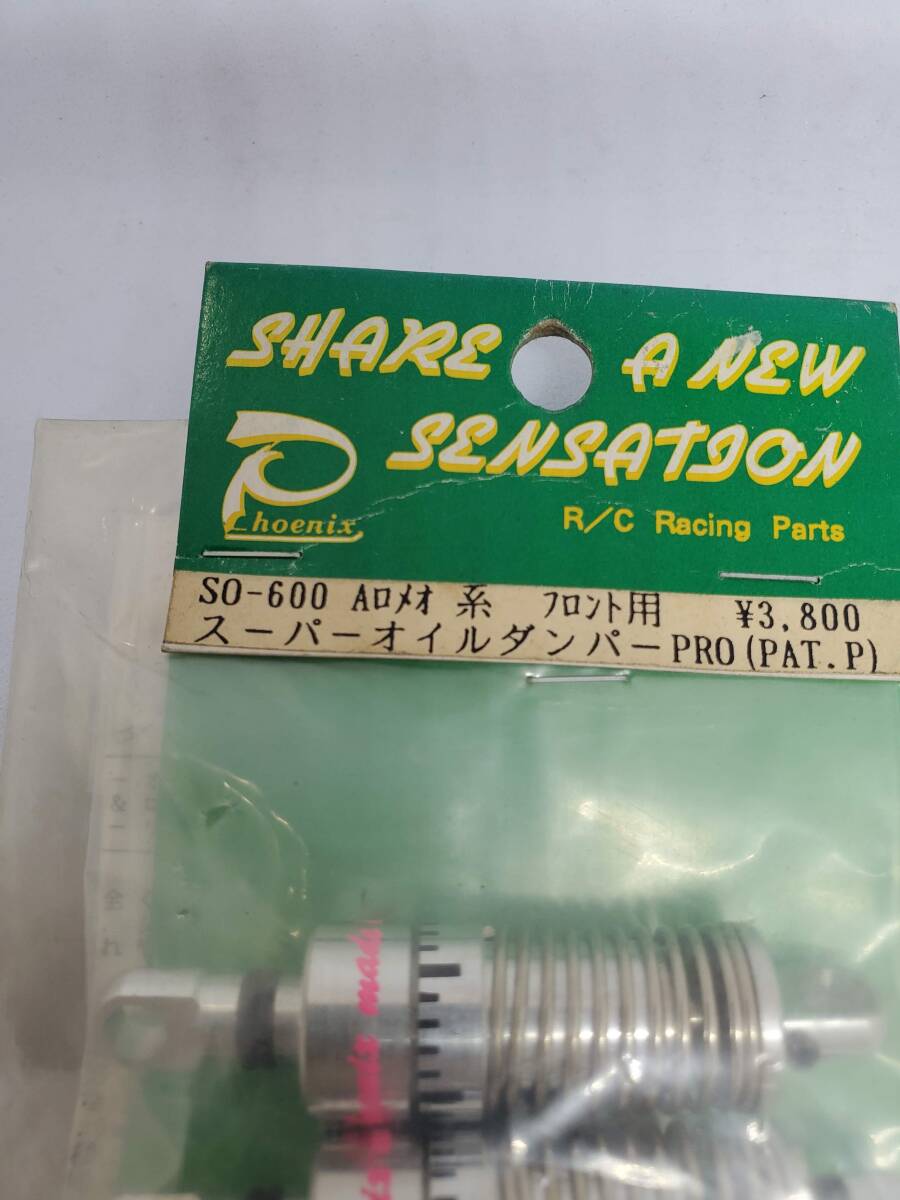 SHARE A NEW
SENSATION
Phoenix
R/C Racing Parts
SO-600 Aロメオ 系 フロント用 ¥3,800
スーパーオイルダンパーPRO(PAT.P)
made